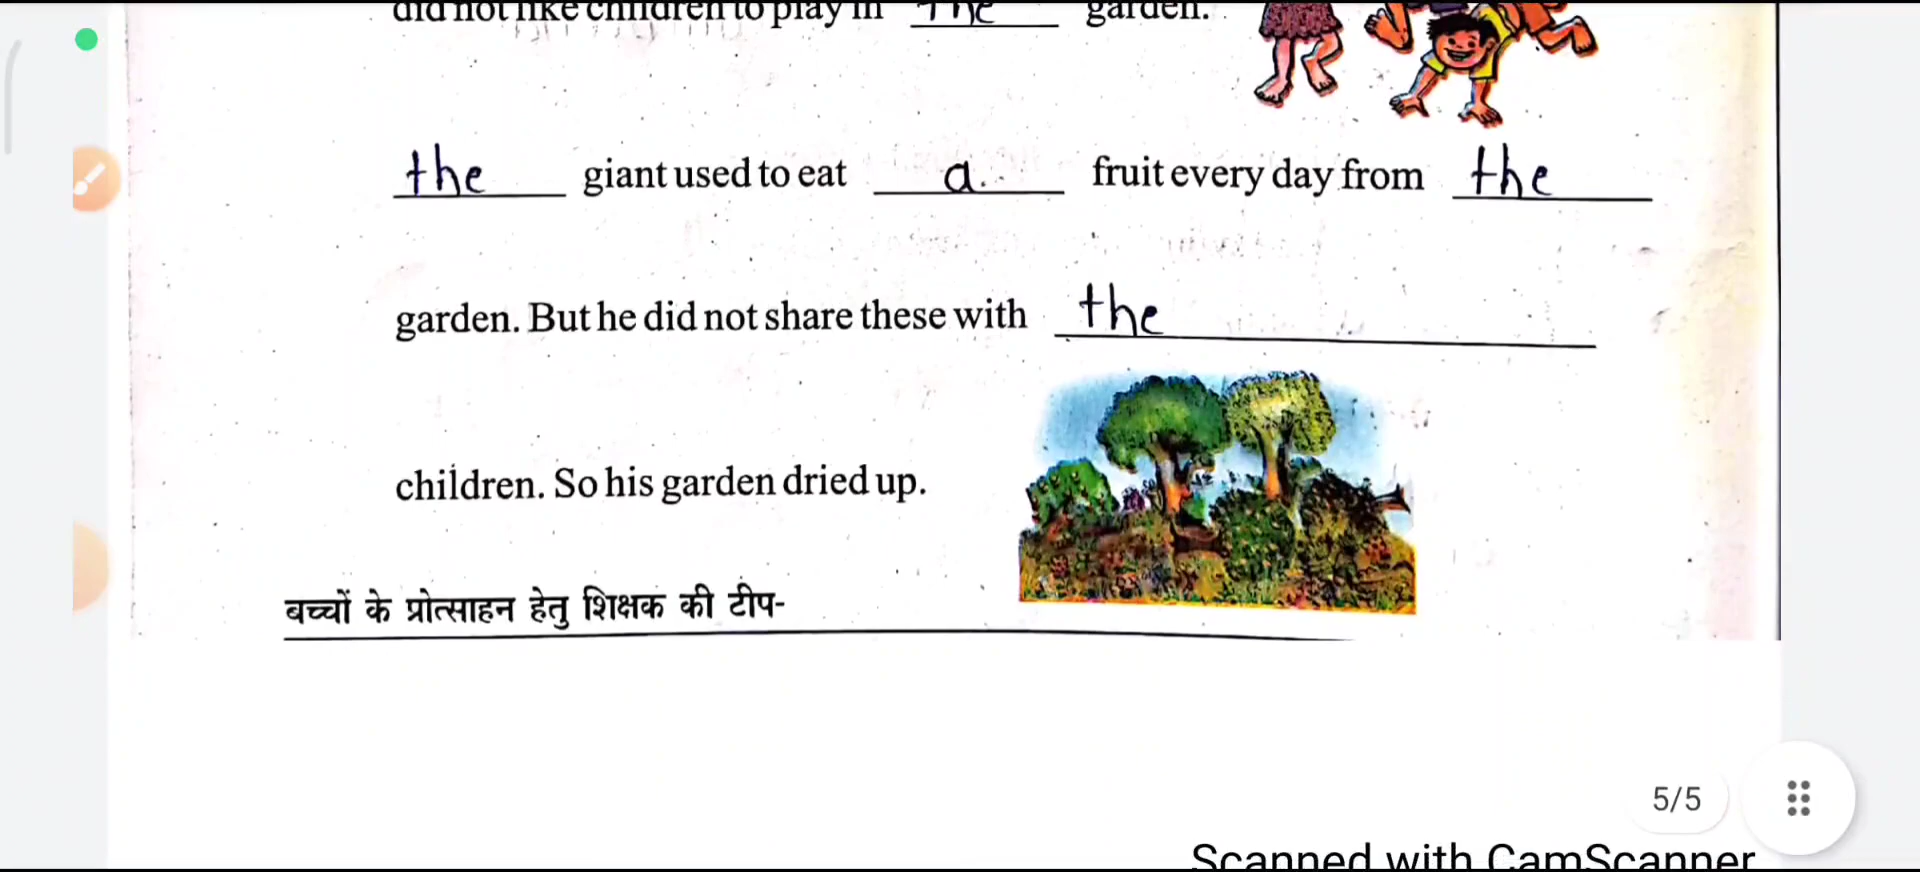 did not like children to play in the garden.
the giant used to eat a fruit every day from the
garden. But he did not share these with the
children. So his garden dried up.
बच्चों के प्रोत्साहन हेतु शिक्षक की टीप-
5/5
Scanned with CamScanner